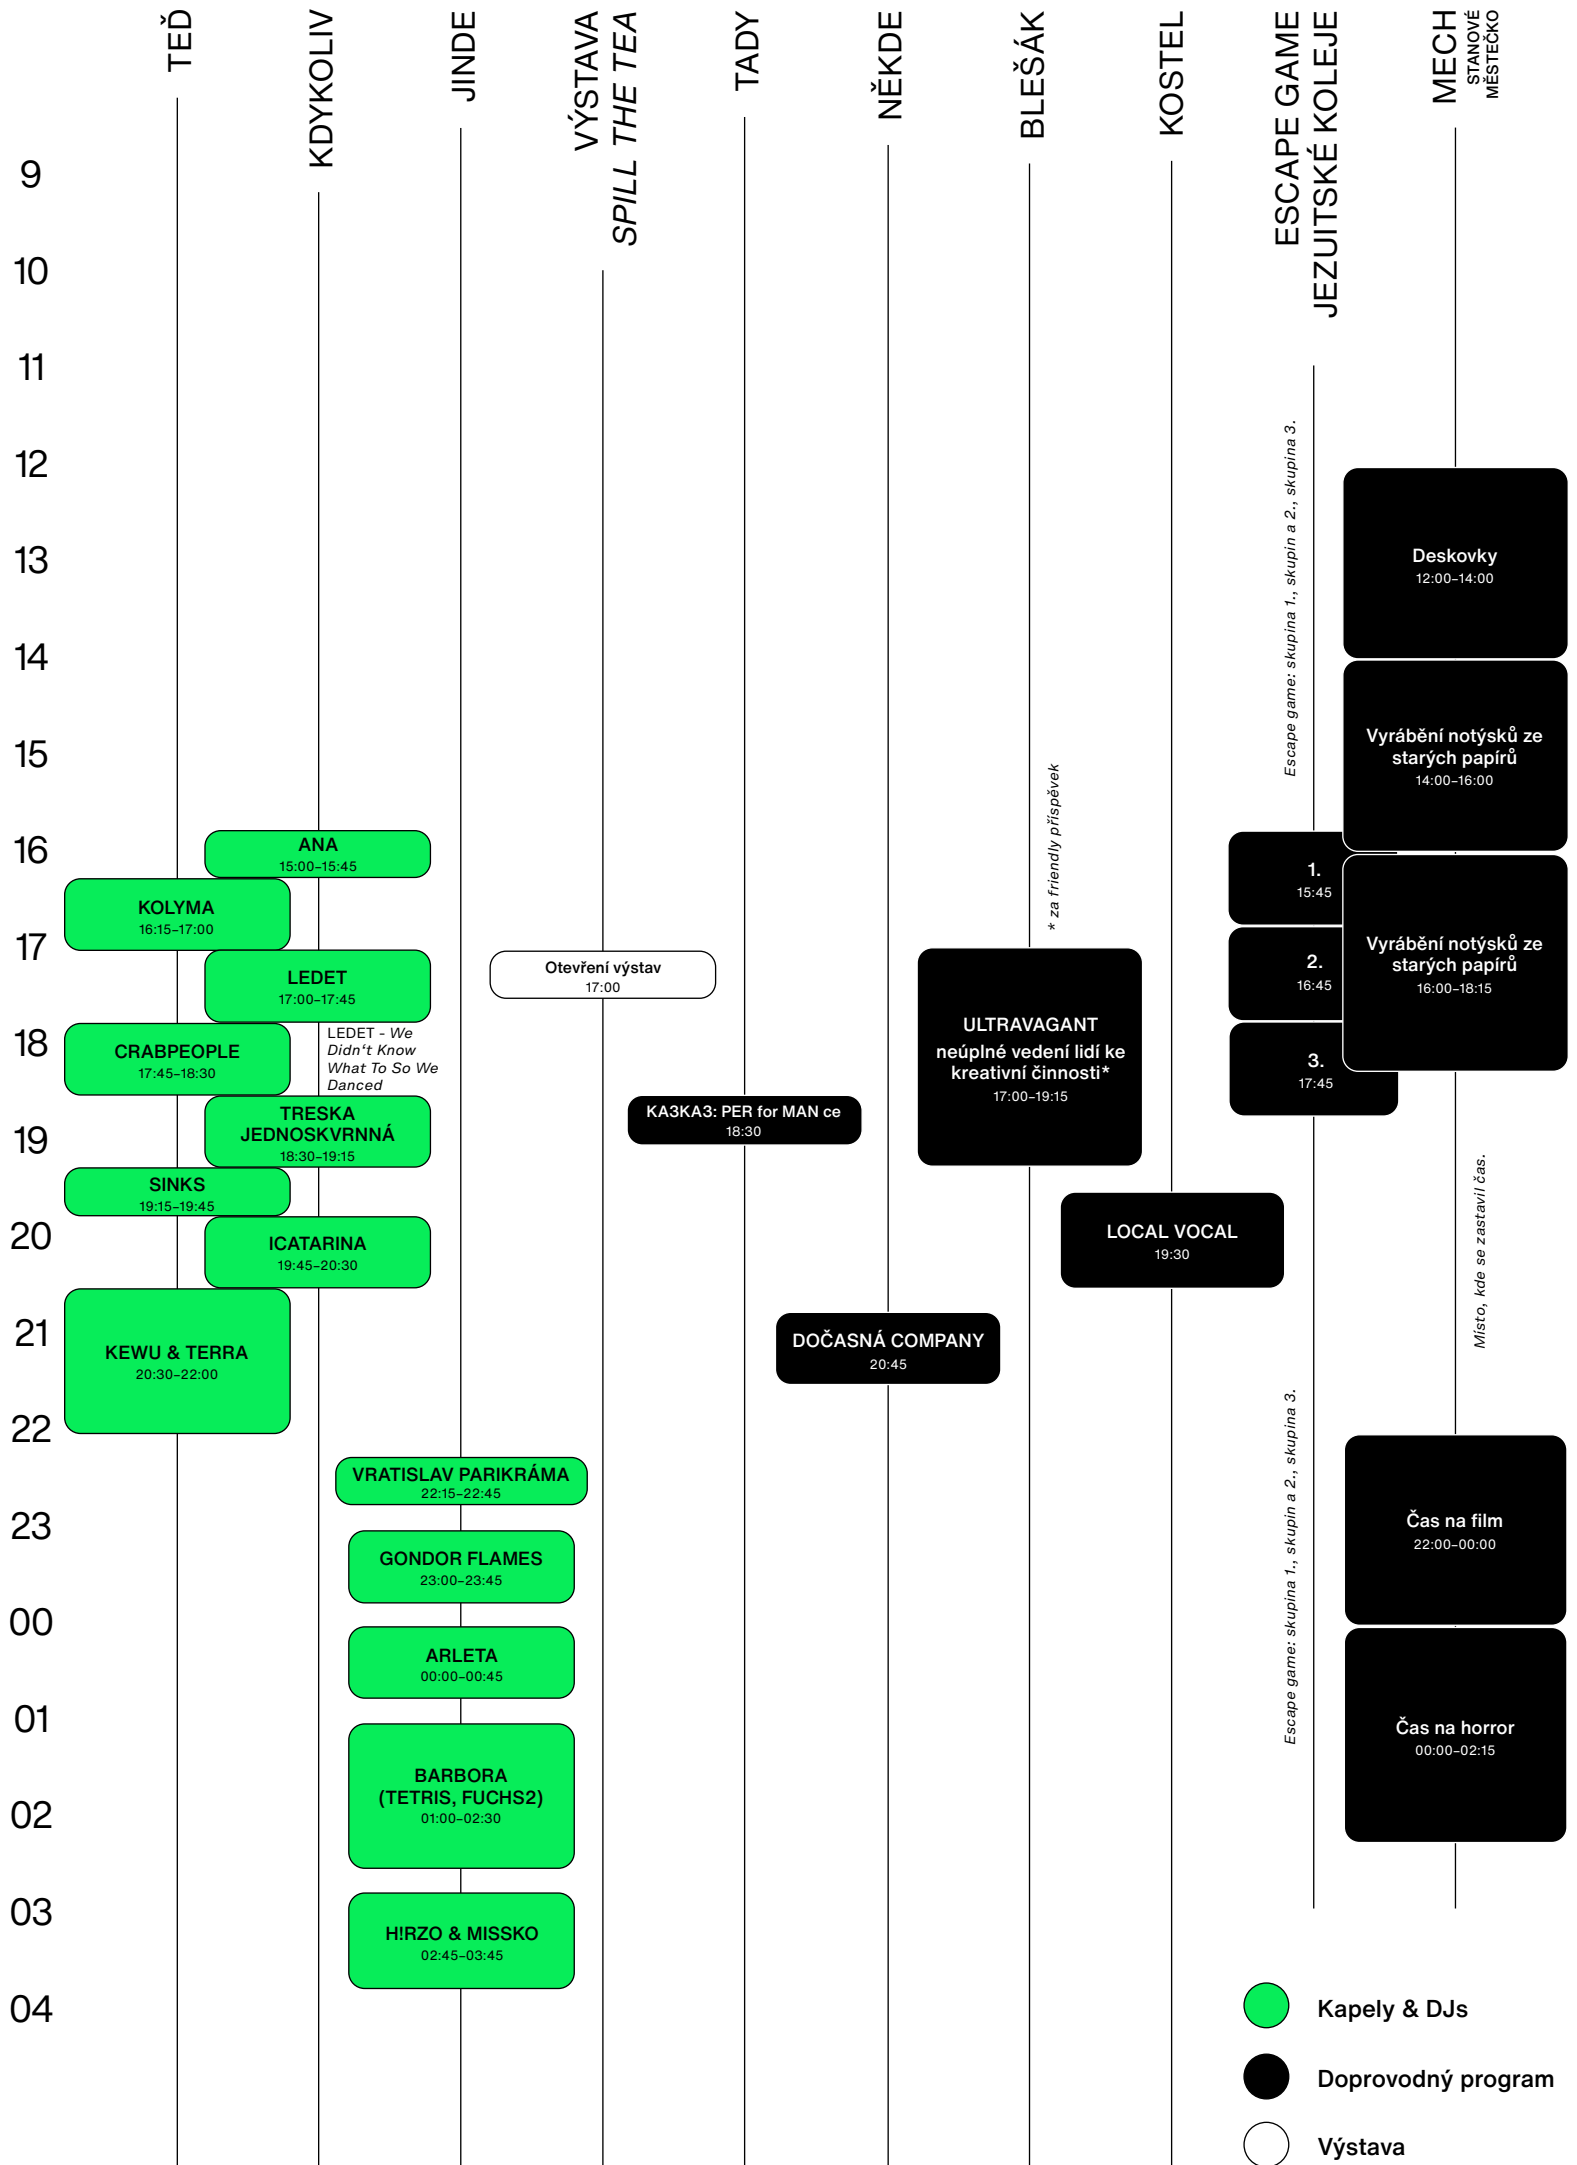 TEĎ
KDYKOLIV
JINDE
VÝSTAVA
SPILL THE TEA
TADY
NĚKDE
BLEŠÁK
KOSTEL
ESCAPE GAME
JEZUITSKÉ KOLEJE
MECH
STANOVÉ
MĚSTEČKO
9
10
11
12
13
14
15
16
17
18
19
20
21
22
23
00
01
02
03
04
KOLYMA
16:15–17:00
CRABPEOPLE
17:45–18:30
SINKS
19:15–19:45
KEWU & TERRA
20:30–22:00
ANA
15:00–15:45
LEDET
17:00–17:45
LEDET - We
Didn‘t Know
What To So We
Danced
TRESKA
JEDNOSKVRNNÁ
18:30–19:15
ICATARINA
19:45–20:30
VRATISLAV PARIKRÁMA
22:15–22:45
GONDOR FLAMES
23:00–23:45
ARLETA
00:00–00:45
BARBORA
(TETRIS, FUCHS2)
01:00–02:30
H!RZO & MISSKO
02:45–03:45
Otevření výstav
17:00
KA3KA3: PER for MAN ce
18:30
DOČASNÁ COMPANY
20:45
* za friendly příspěvek
ULTRAVAGANT
neúplné vedení lidí ke
kreativní činnosti*
17:00–19:15
LOCAL VOCAL
19:30
Escape game: skupina 1., skupin a 2., skupina 3.
1.
15:45
2.
16:45
3.
17:45
Escape game: skupina 1., skupin a 2., skupina 3.
Deskovky
12:00–14:00
Vyrábění notýsků ze
starých papírů
14:00–16:00
Vyrábění notýsků ze
starých papírů
16:00–18:15
Místo, kde se zastavil čas.
Čas na film
22:00–00:00
Čas na horror
00:00–02:15
Kapely & DJs
Doprovodný program
Výstava